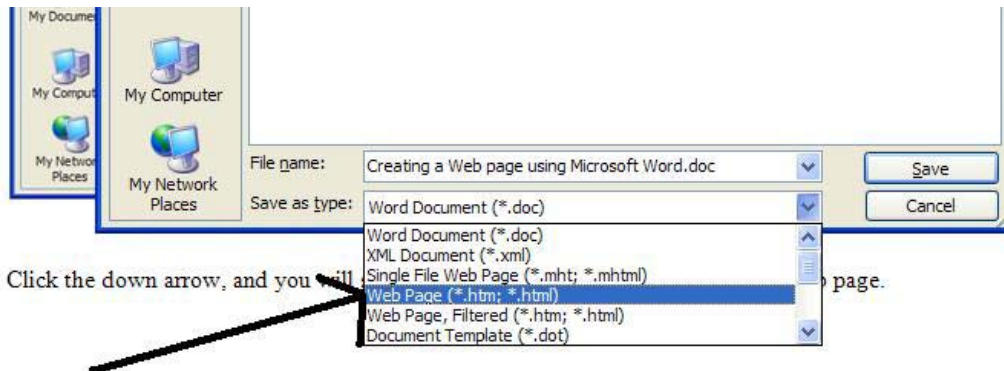 My Docume
My Comput
My Computer
My Networ
Places
My Network
Places
File name:
Creating a Web page using Microsoft Word.doc
Save
Save as type:
Word Document (*.doc)
Cancel
Word Document (*.doc)
XML Document (*.xml)
Single File Web Page (*.mht; *.mhtml)
Web Page (*.htm; *.html)
Web Page, Filtered (*.htm; *.html)
Document Template (*.dot)
Click the down arrow, and you will page.